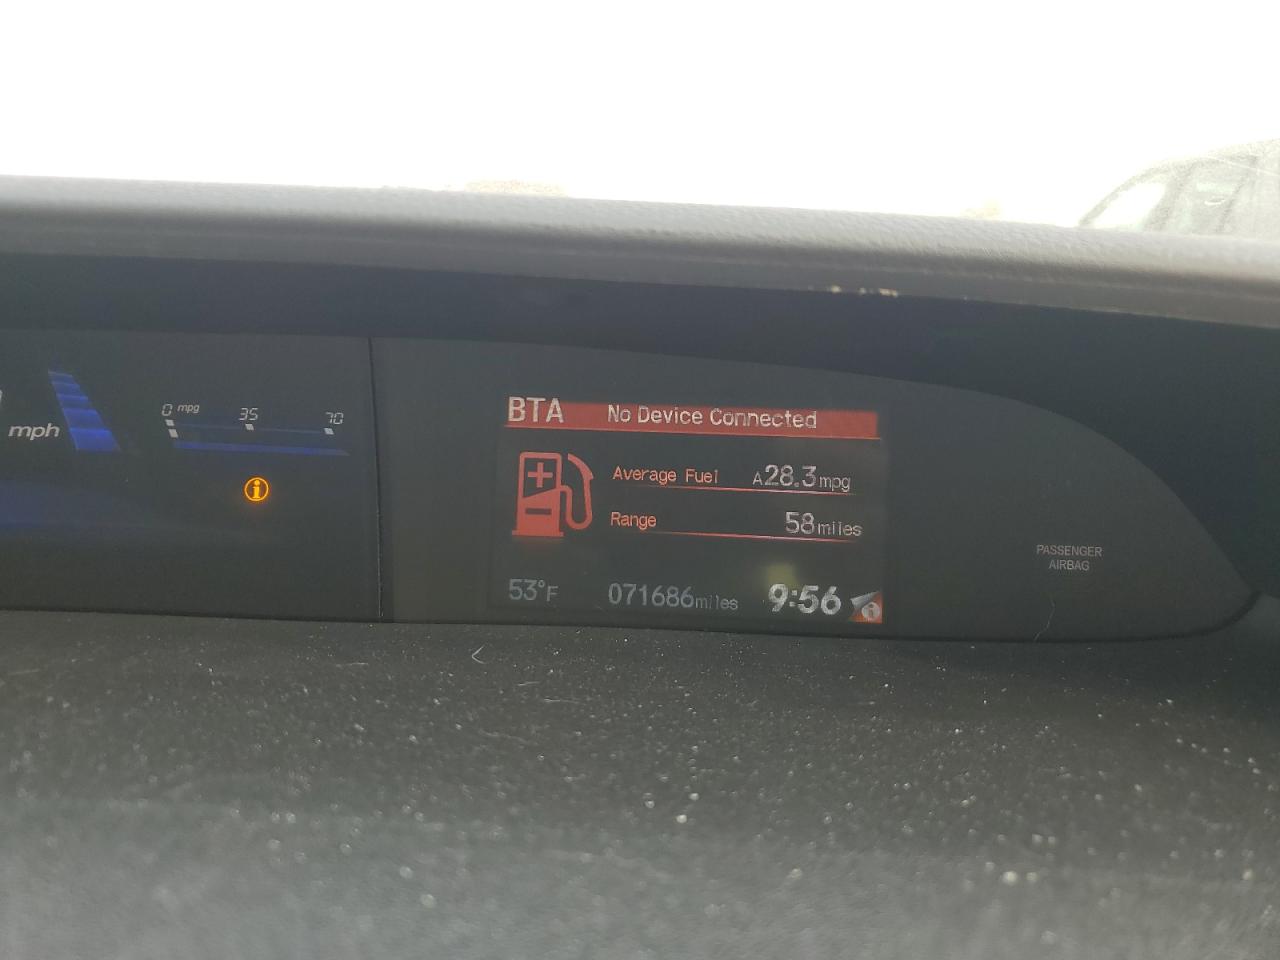 mph
0 mpg 35 70
BTA No Device Connected
Average Fuel A28.3mpg
Range 58miles
53°F 071686miles 9:56
PASSENGER
AIRBAG